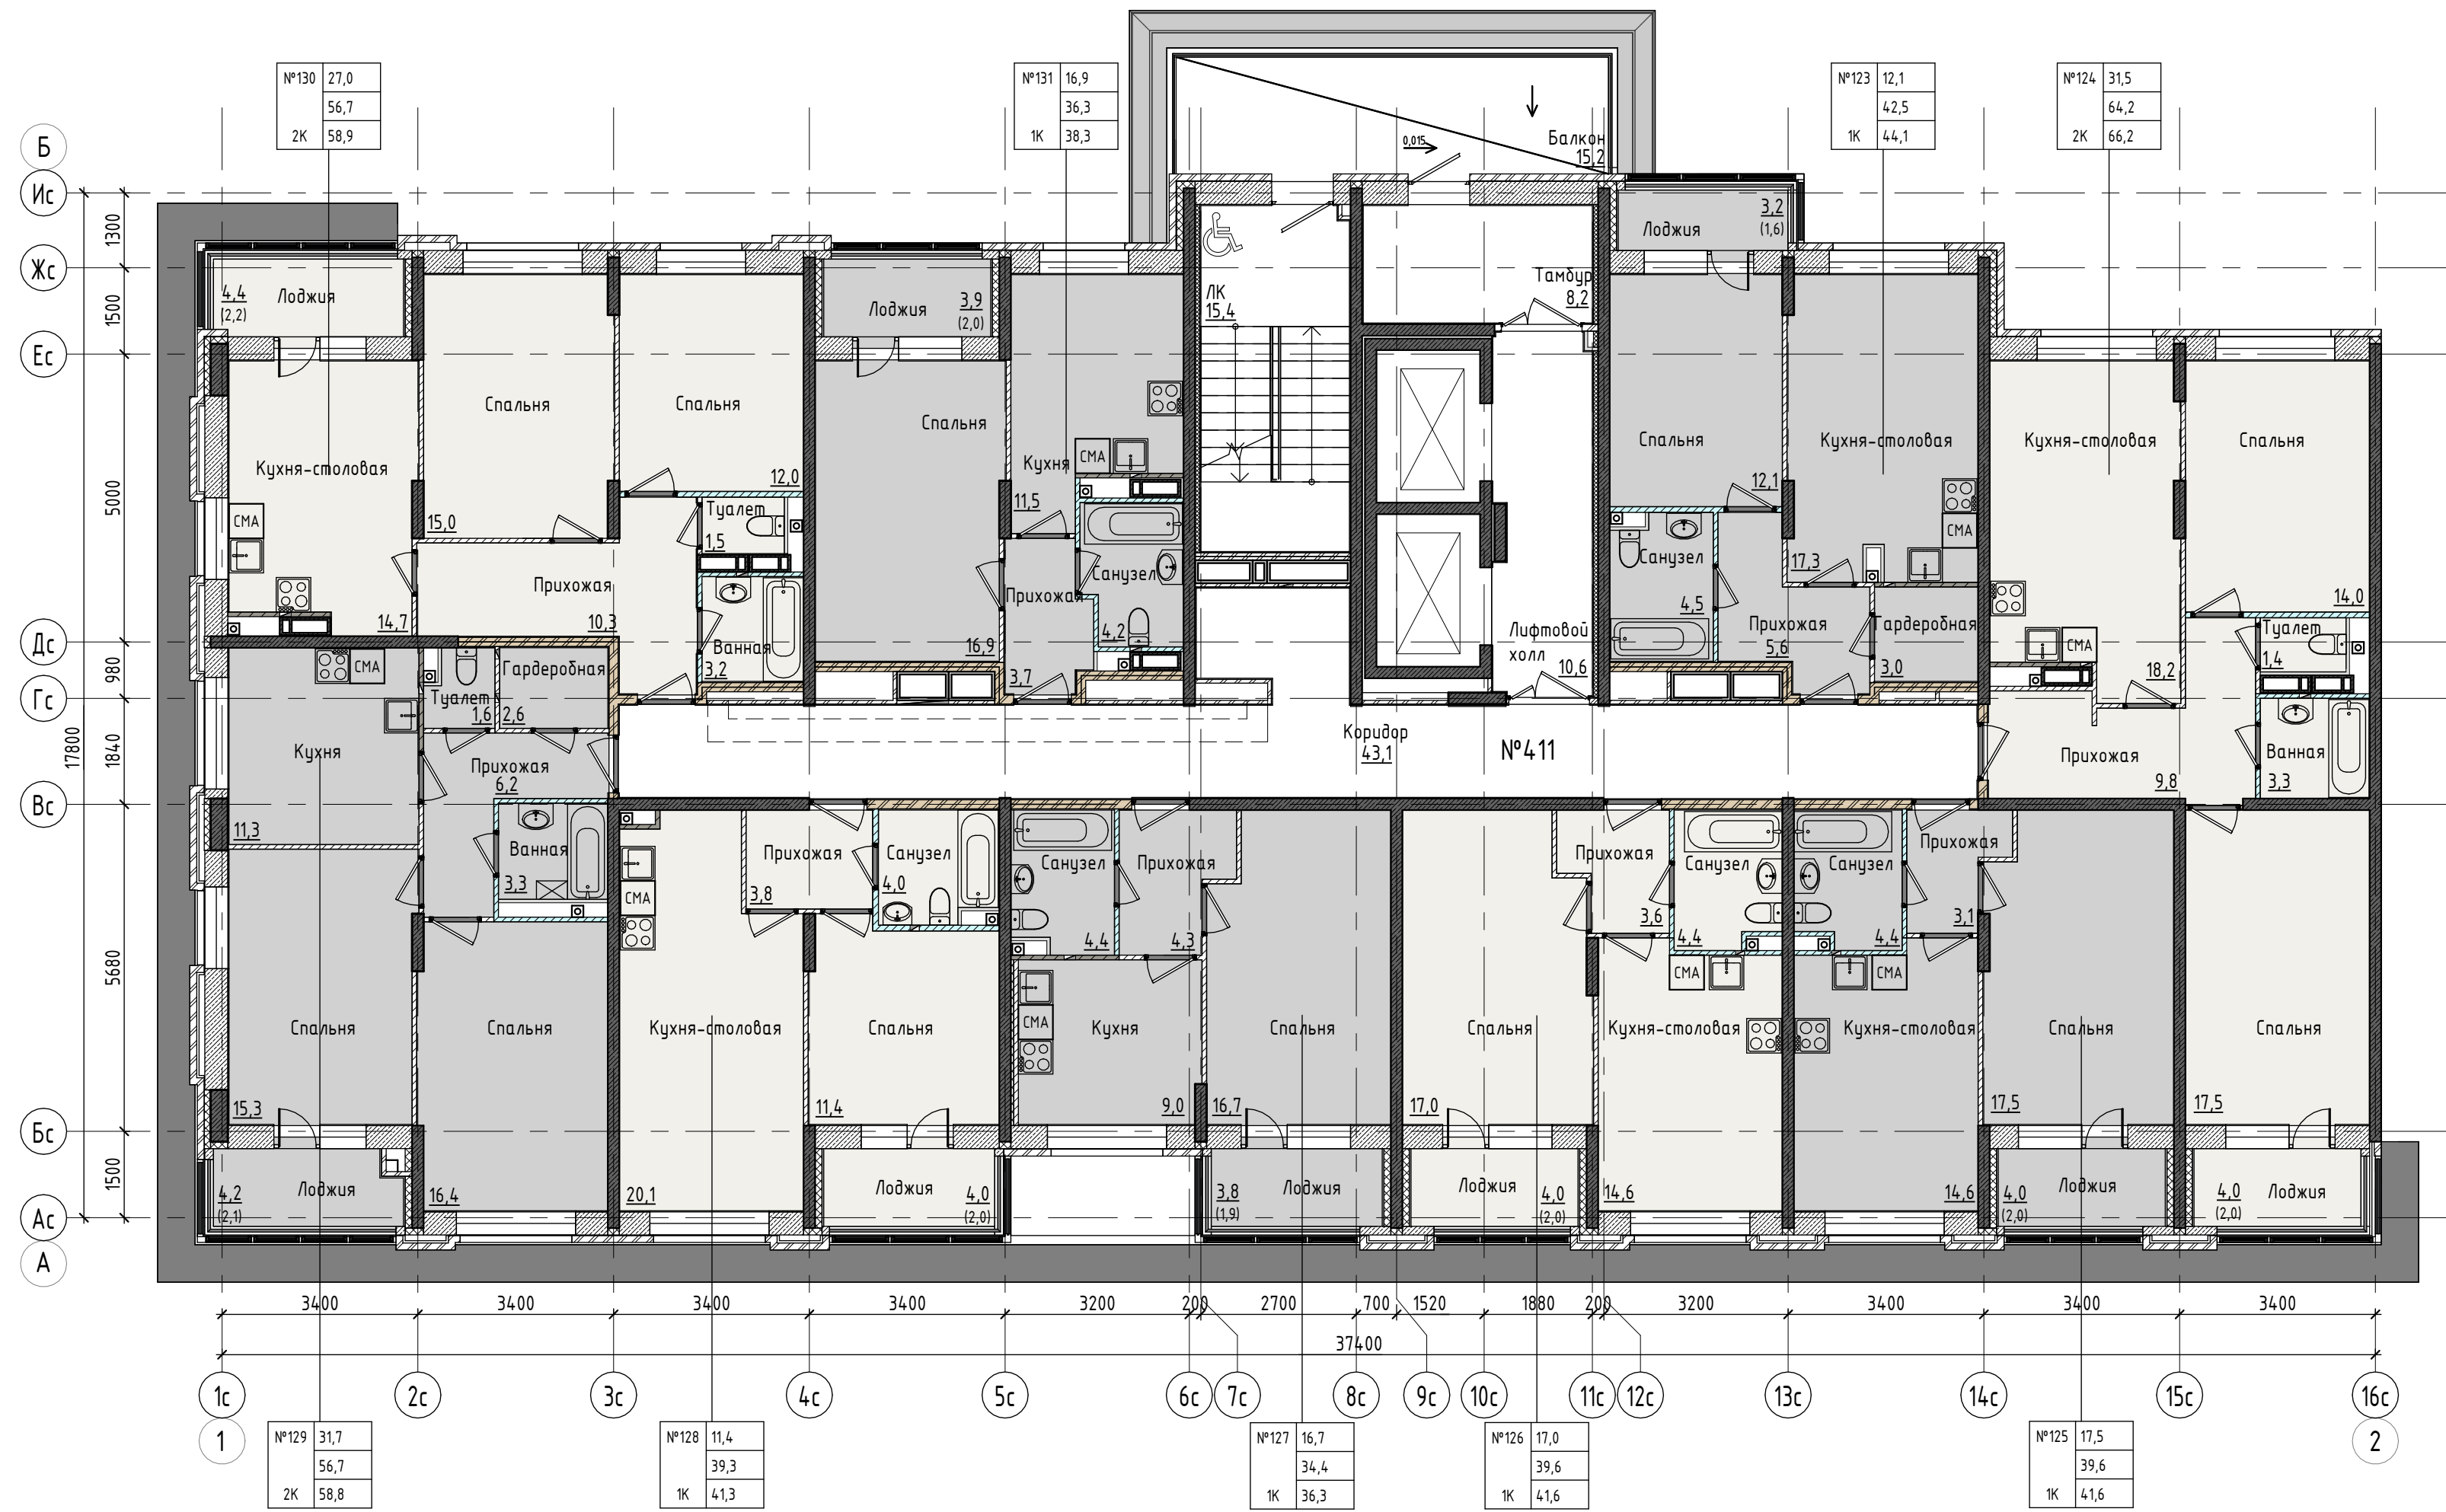 №130 27,0
56,7
2К 58,9
№131 16,9
36,3
1К 38,3
№123 12,1
42,5
1К 44,1
№124 31,5
64,2
2К 66,2
Б
Ис
Жс
Ес
Дс
Гс
Вс
Бс
Ас
А
1300
1500
5000
980
1840
5680
1500
17800
0,015
Балкон
15,2
Лоджия
4,4
(2,2)
Спальня
15,0
Спальня
12,0
Лоджия
3,9
(2,0)
Спальня
16,9
Кухня
11,5
СМА
ЛК
15,4
Тамбур
8,2
Лоджия
3,2
(1,6)
Спальня
12,1
Кухня-столовая
17,3
СМА
Кухня-столовая
18,2
СМА
Спальня
14,0
Кухня-столовая
14,7
СМА
Прихожая
10,3
Туалет
1,5
Ванная
3,2
Прихожая
3,7
Санузел
4,2
Лифтовой
холл
10,6
Санузел
4,5
Прихожая
5,6
Гардеробная
3,0
Туалет
1,4
Прихожая
9,8
Ванная
3,3
СМА
Кухня
11,3
Туалет
1,6
Гардеробная
2,6
Прихожая
6,2
Ванная
3,3
Коридор
43,1
№411
Прихожая
3,8
Санузел
4,0
Санузел
4,4
Прихожая
4,3
Прихожая
3,6
Санузел
4,4
Санузел
4,4
Прихожая
3,1
СМА
СМА
СМА
СМА
Спальня
15,3
Спальня
16,4
Кухня-столовая
20,1
Спальня
11,4
Кухня
9,0
Спальня
16,7
Спальня
17,0
Кухня-столовая
14,6
Кухня-столовая
14,6
Спальня
17,5
Спальня
17,5
Лоджия
4,2
(2,1)
Лоджия
4,0
(2,0)
Лоджия
3,8
(1,9)
Лоджия
4,0
(2,0)
Лоджия
4,0
(2,0)
Лоджия
4,0
(2,0)
3400 3400 3400 3400 3200 200 2700 700 1520 1880 200 3200 3400 3400 3400
37400
1с 2с 3с 4с 5с 6с 7с 8с 9с 10с 11с 12с 13с 14с 15с 16с
1 2
№129 31,7
56,7
2К 58,8
№128 11,4
39,3
1К 41,3
№127 16,7
34,4
1К 36,3
№126 17,0
39,6
1К 41,6
№125 17,5
39,6
1К 41,6